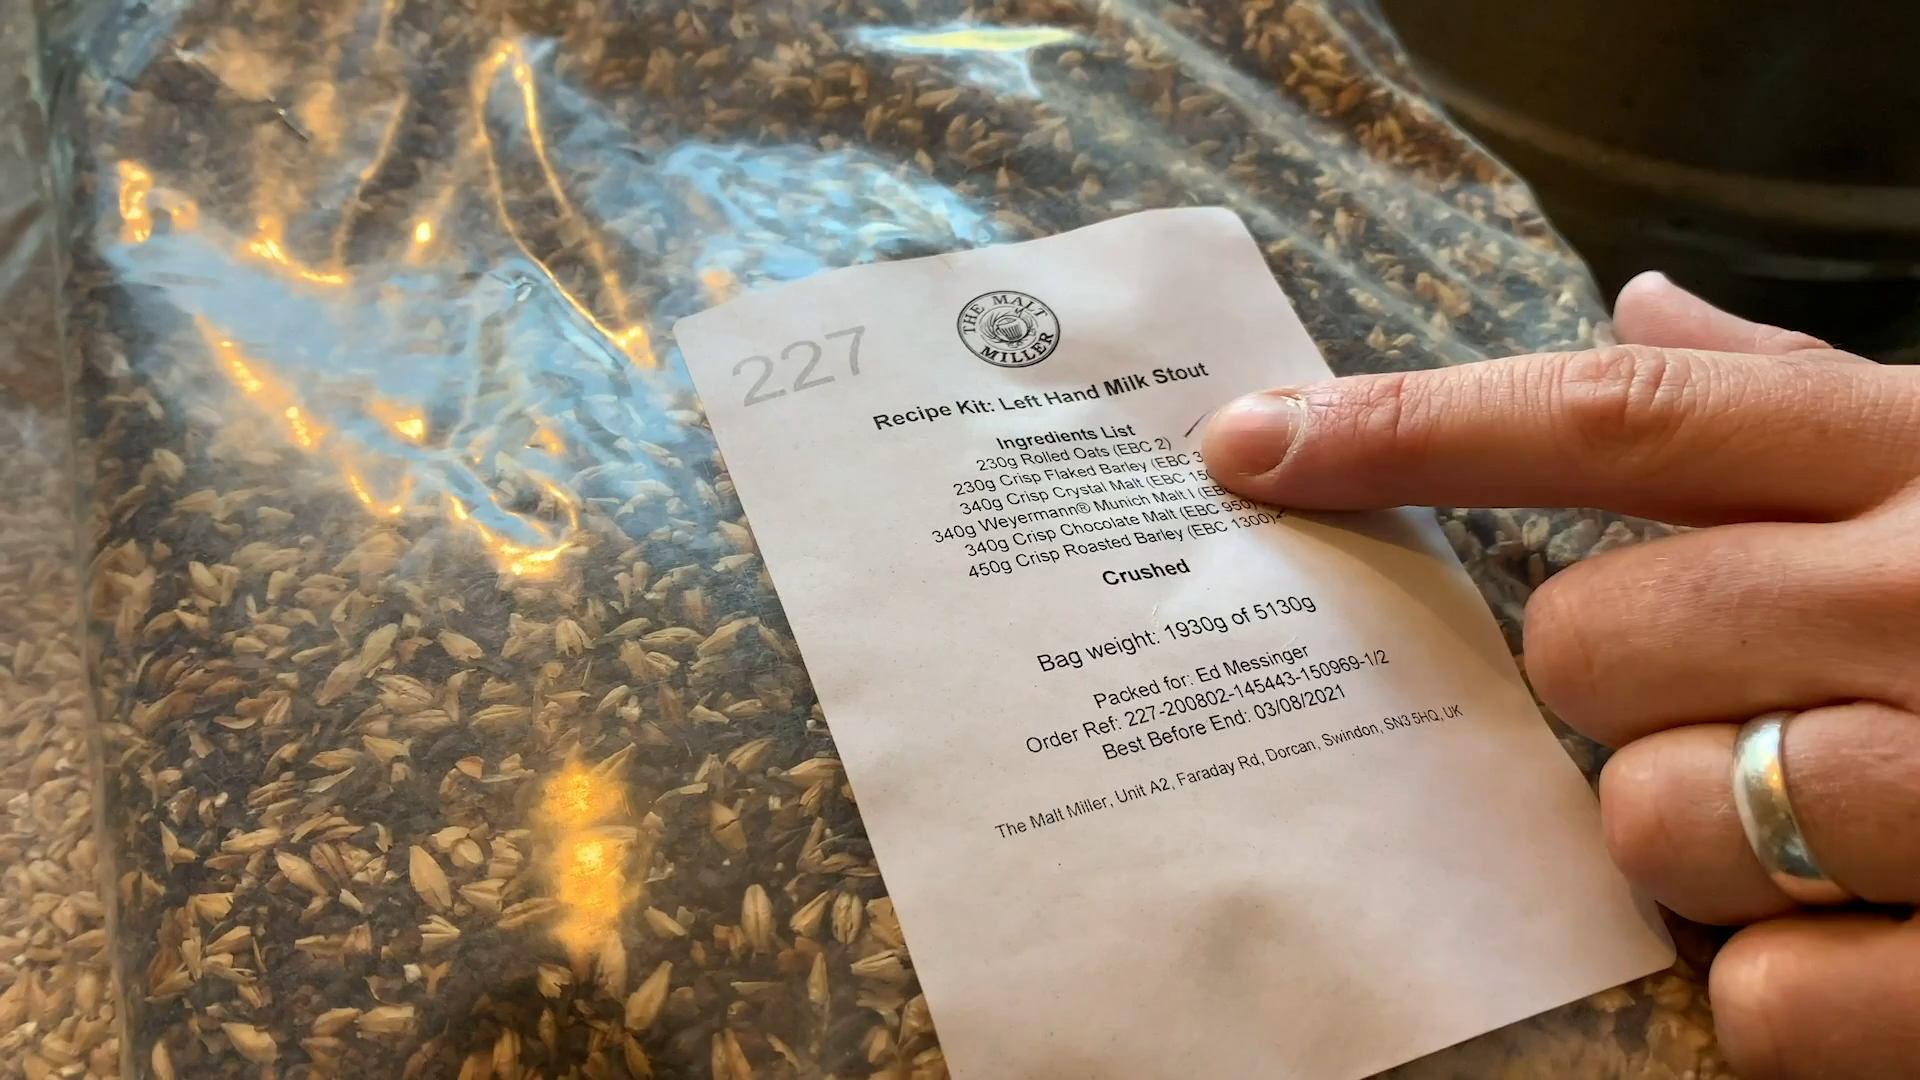 227
THE MALT MILLER
Recipe Kit: Left Hand Milk Stout
Ingredients List
230g Rolled Oats (EBC 2)
230g Crisp Flaked Barley (EBC 3
340g Crisp Crystal Malt (EBC 15
340g Weyermann® Munich Malt I (EBC
340g Crisp Chocolate Malt (EBC 950)
450g Crisp Roasted Barley (EBC 1300)
Crushed
Bag weight: 1930g of 5130g
Packed for: Ed Messinger
Order Ref: 227-200802-145443-150969-1/2
Best Before End: 03/08/2021
The Malt Miller, Unit A2, Faraday Rd, Dorcan, Swindon, SN3 5HQ, UK